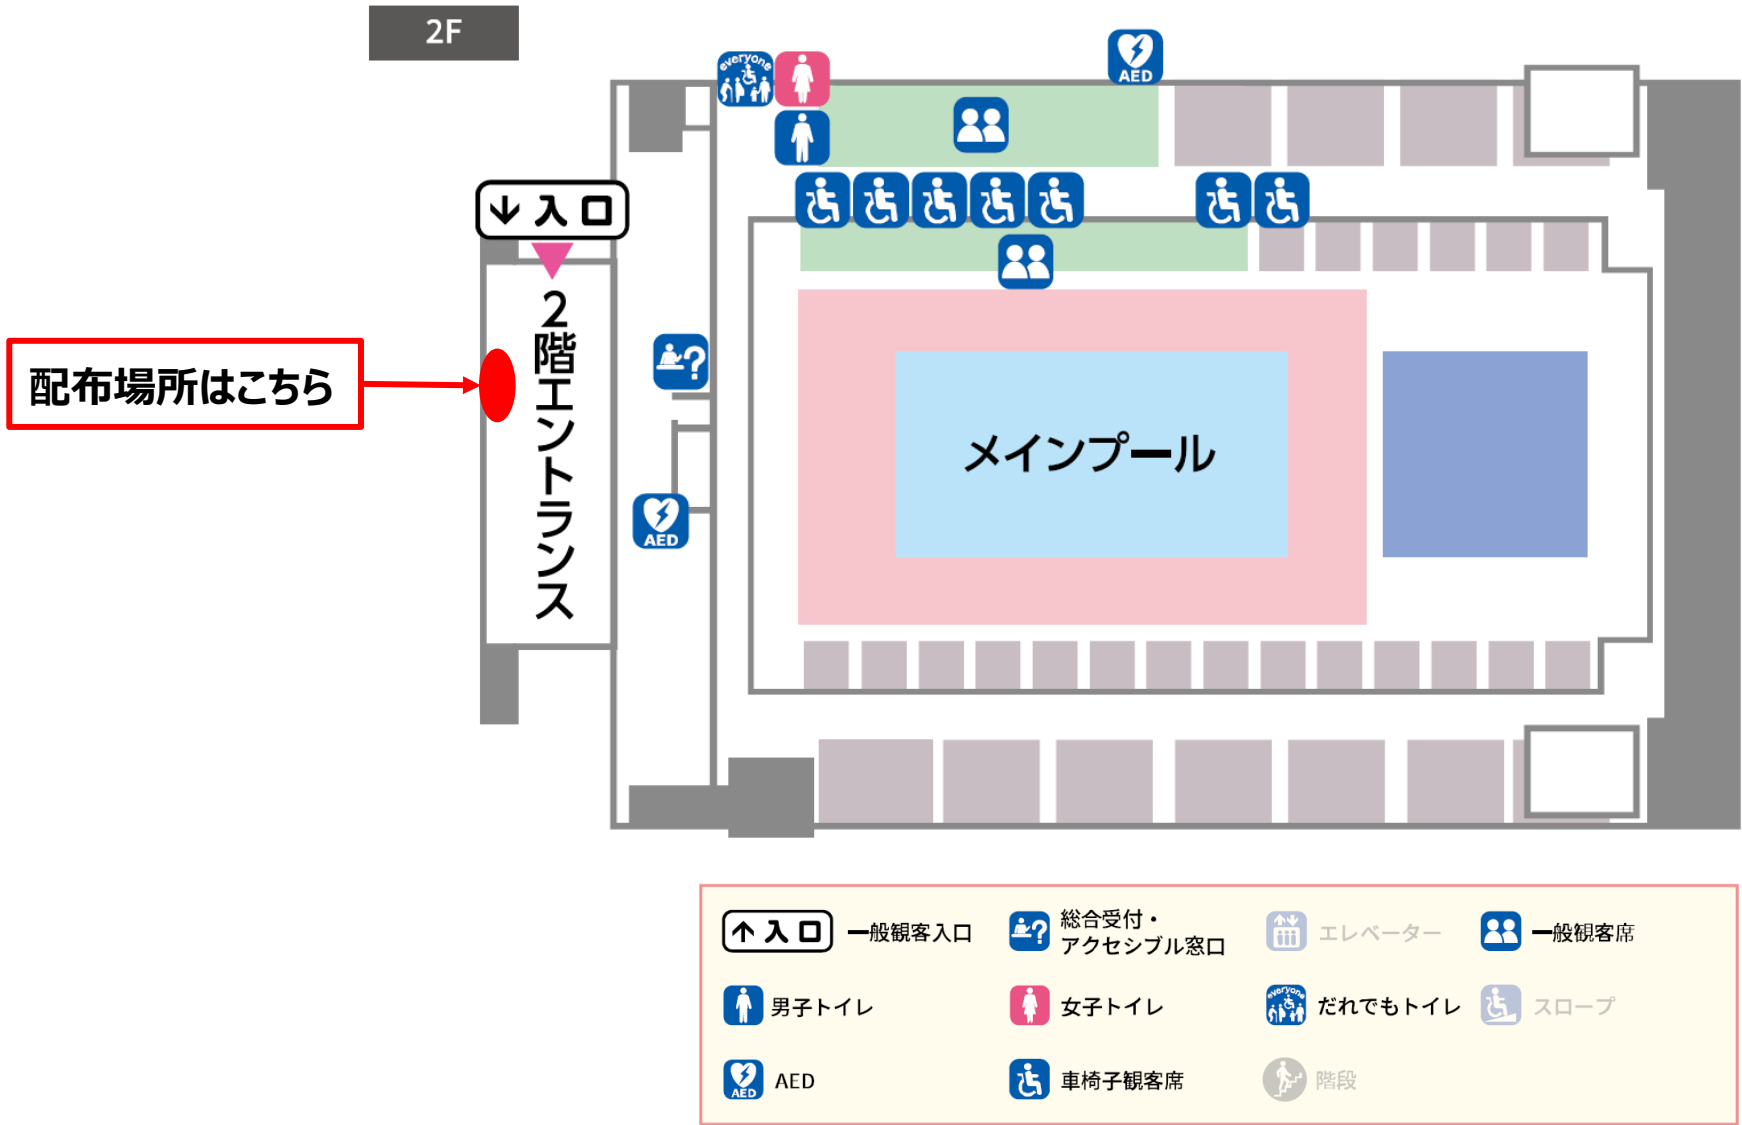 2F
everyone
AED
↓ 入口
2階エントランス
?
配布場所はこちら
メインプール
AED
↑ 入口 一般観客入口
? 総合受付・
アクセシブル窓口
エレベーター
一般観客席
男子トイレ
女子トイレ
everyone だれでもトイレ
スロープ
AED AED
車椅子観客席
階段